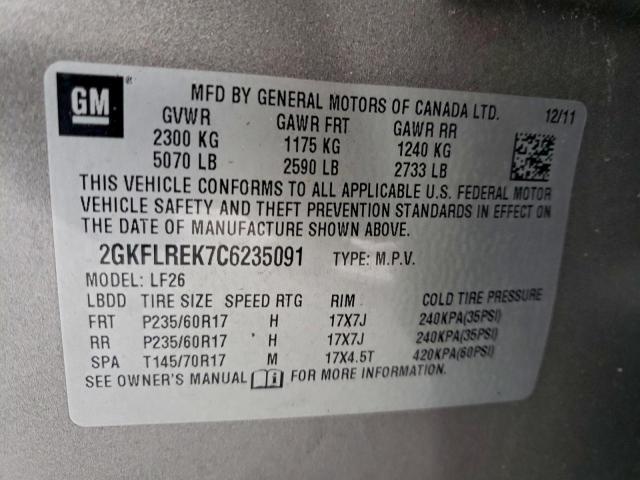 GM
MFD BY GENERAL MOTORS OF CANADA LTD. 12/11
GVWR GAWR FRT GAWR RR
2300 KG 1175 KG 1240 KG
5070 LB 2590 LB 2733 LB
THIS VEHICLE CONFORMS TO ALL APPLICABLE U.S. FEDERAL MOTOR
VEHICLE SAFETY AND THEFT PREVENTION STANDARDS IN EFFECT ON
THE DATE OF MANUFACTURE SHOWN ABOVE.
2GKFLREK7C6235091 TYPE: M.P.V.
MODEL: LF26
LBDD TIRE SIZE SPEED RTG RIM COLD TIRE PRESSURE
FRT P235/60R17 H 17X7J 240KPA(35PSI)
RR P235/60R17 H 17X7J 240KPA(35PSI)
SPA T145/70R17 M 17X4.5T 420KPA(60PSI)
SEE OWNER'S MANUAL FOR MORE INFORMATION.